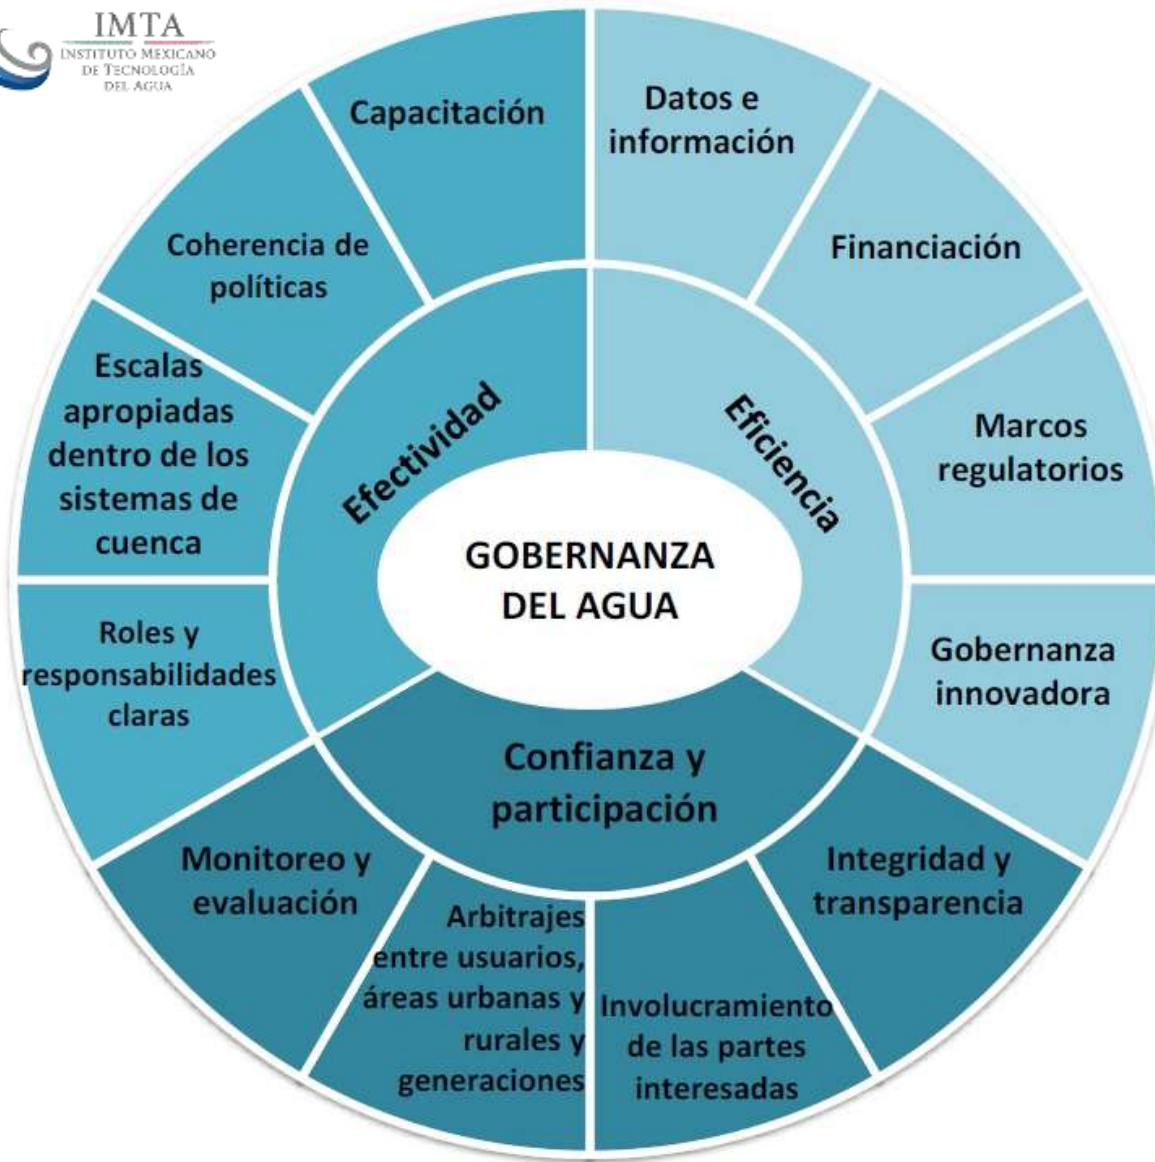 IMTA
INSTITUTO MEXICANO
DE TECNOLOGÍA
DEL AGUA
Capacitación
Datos e
información
Coherencia de
políticas
Financiación
Escalas
apropiadas
dentro de los
sistemas de
cuenca
Marcos
regulatorios
Efectividad
Eficiencia
GOBERNANZA
DEL AGUA
Roles y
responsabilidades
claras
Gobernanza
innovadora
Confianza y
participación
Monitoreo y
evaluación
Integridad y
transparencia
Arbitrajes
entre usuarios,
áreas urbanas y
rurales y
generaciones
Involucramiento
de las partes
interesadas